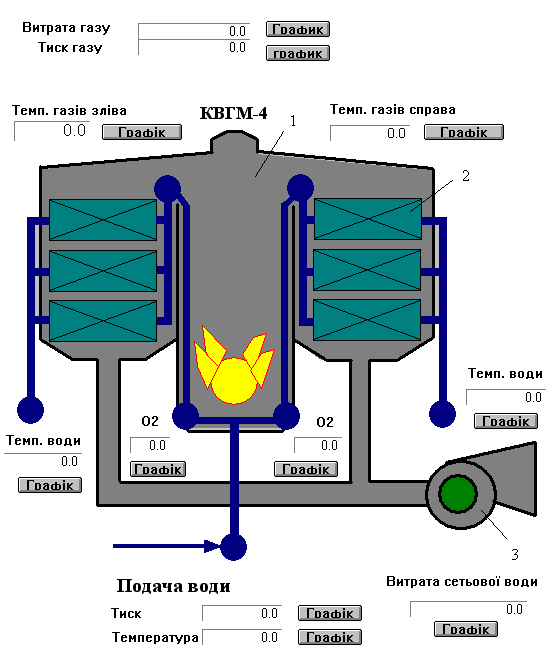 Витрата газу 0.0 График
Тиск газу 0.0 график
КВГМ-4
Темп. газів зліва
0.0 Графік
Темп. газів справа
0.0 Графік
1
2
Темп. води
0.0
Графік
Темп. води
0.0
Графік
О2
0.0
Графік
О2
0.0
Графік
3
Подача води
Тиск 0.0 Графік
Температура 0.0 Графік
Витрата сетьової води
0.0
Графік